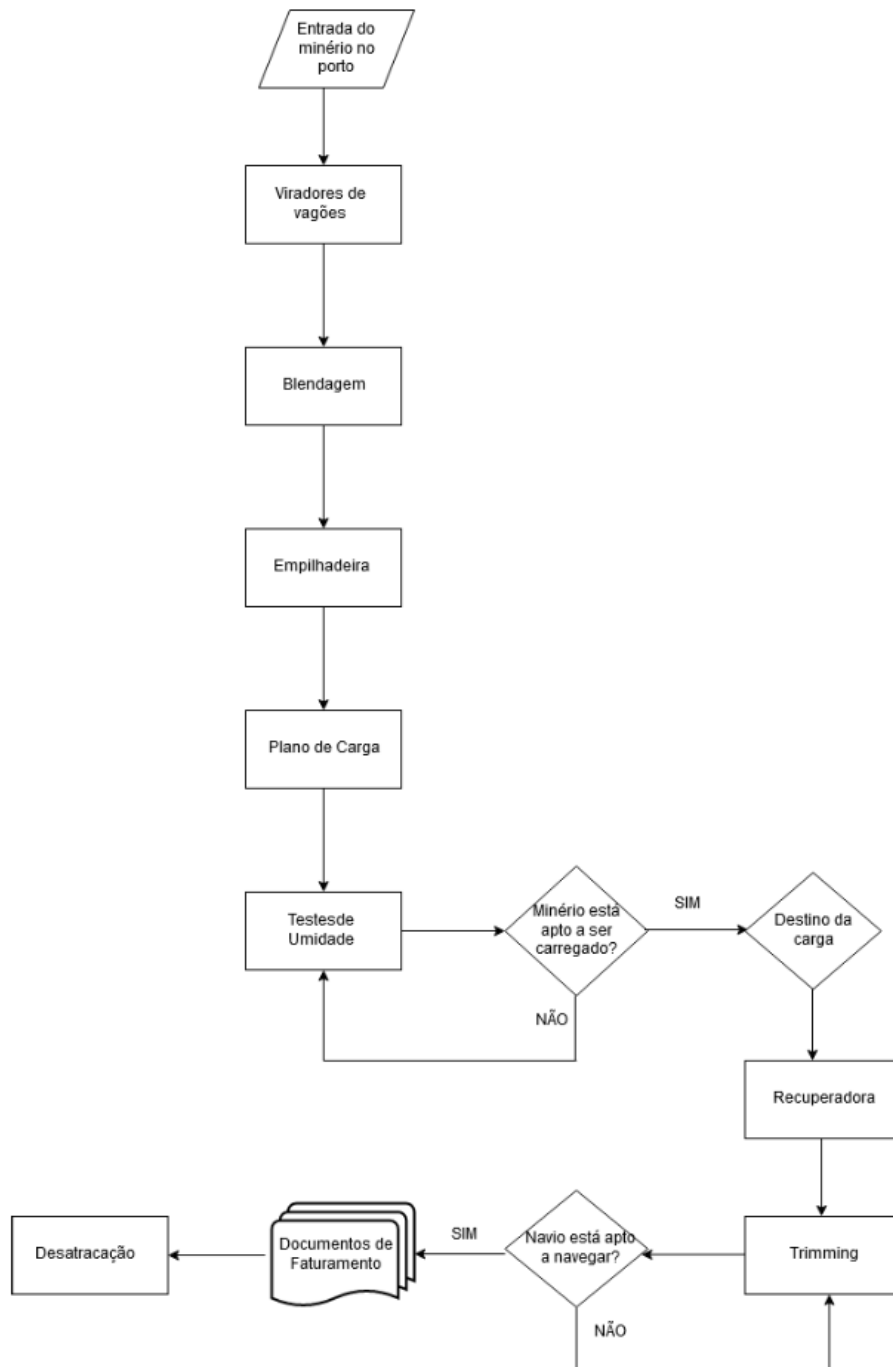 Entrada do
minério no
porto
Viradores de
vagões
Blendagem
Empilhadeira
Plano de Carga
Testesde
Umidade
Minério está
apto a ser
carregado?
SIM
Destino da
carga
NÃO
Recuperadora
Desatracação
Documentos de
Faturamento
SIM
Navio está apto
a navegar?
Trimming
NÃO